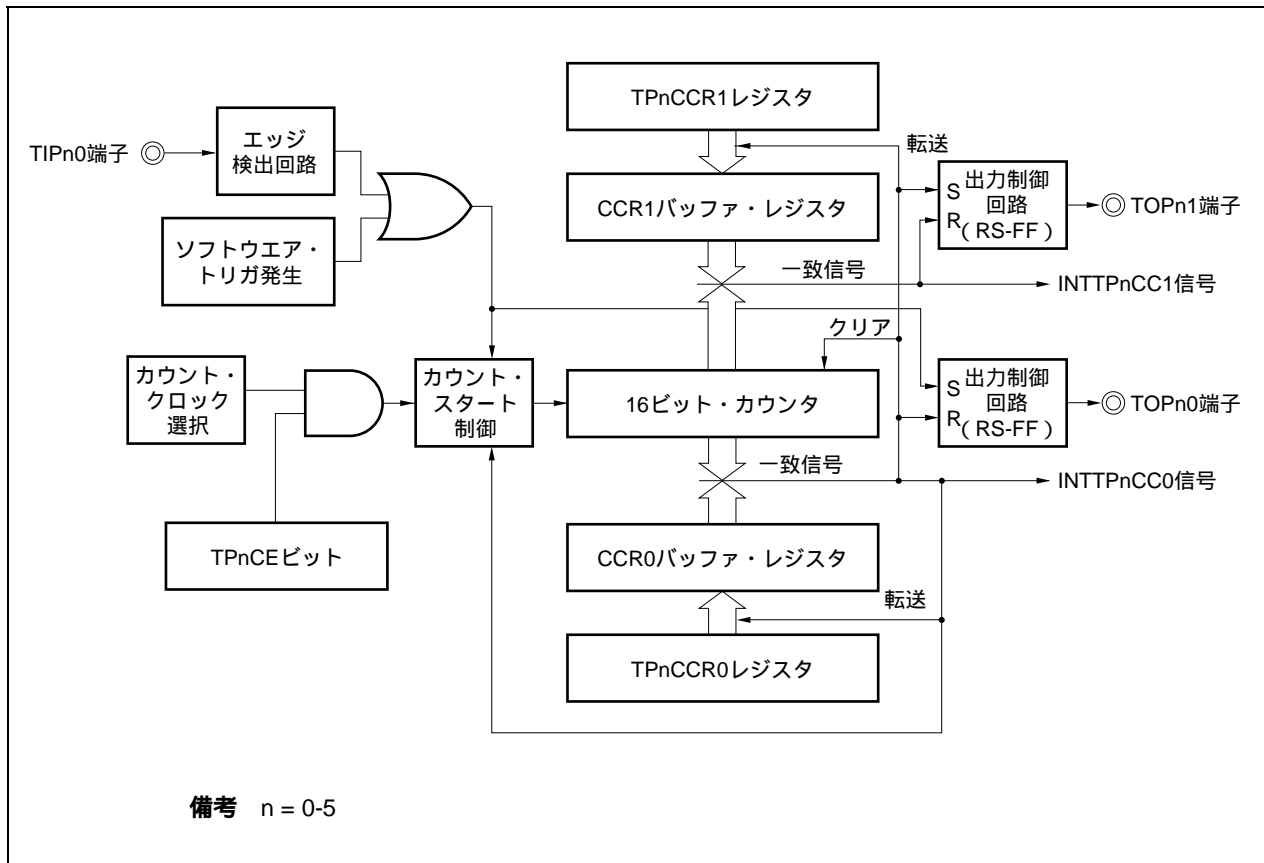 TPnCCR1レジスタ
TIPn0端子
エッジ
検出回路
転送
CCR1バッファ・レジスタ
S
R
出力制御
回路
(RS-FF)
TOPn1端子
ソフトウエア・
トリガ発生
一致信号
INTTPnCC1信号
クリア
カウント・
クロック
選択
カウント・
スタート
制御
16ビット・カウンタ
S
R
出力制御
回路
(RS-FF)
TOPn0端子
一致信号
INTTPnCC0信号
TPnCEビット
CCR0バッファ・レジスタ
転送
TPnCCR0レジスタ
備考 n = 0-5